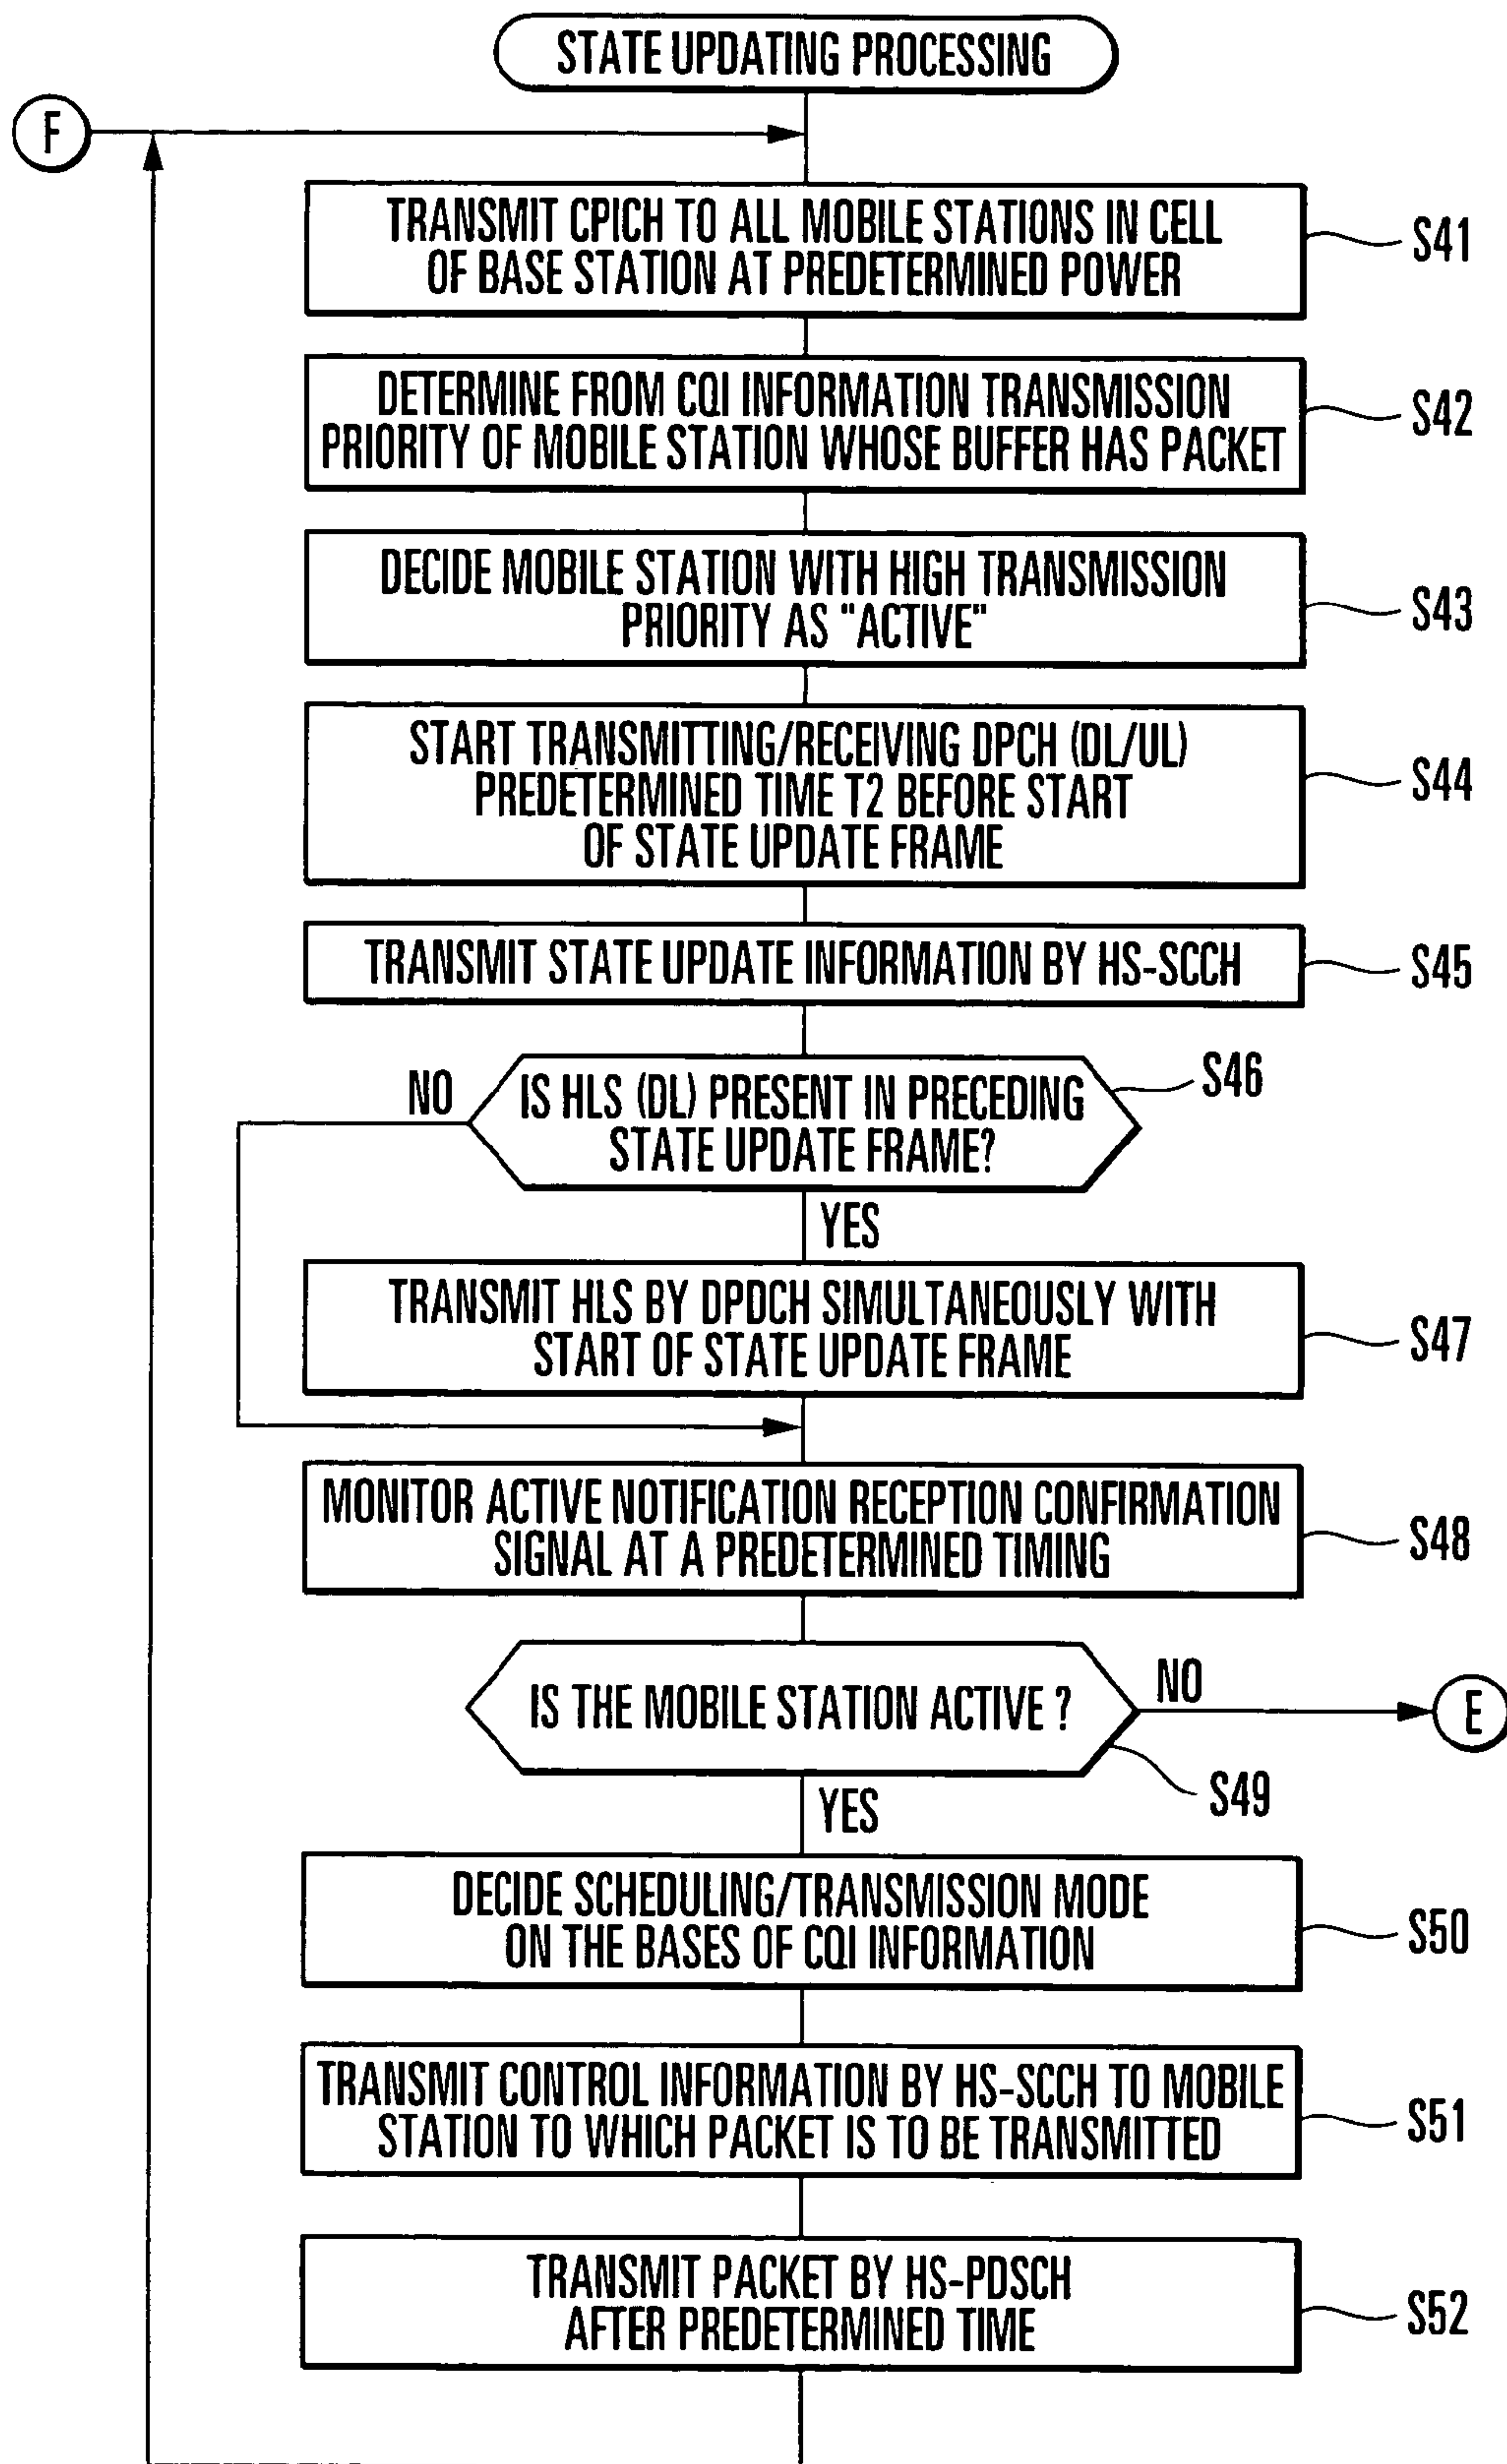 STATE UPDATING PROCESSING
F
TRANSMIT CPICH TO ALL MOBILE STATIONS IN CELL
OF BASE STATION AT PREDETERMINED POWER
S41
DETERMINE FROM CQI INFORMATION TRANSMISSION
PRIORITY OF MOBILE STATION WHOSE BUFFER HAS PACKET
S42
DECIDE MOBILE STATION WITH HIGH TRANSMISSION
PRIORITY AS "ACTIVE"
S43
START TRANSMITTING/RECEIVING DPCH (DL/UL)
PREDETERMINED TIME T2 BEFORE START
OF STATE UPDATE FRAME
S44
TRANSMIT STATE UPDATE INFORMATION BY HS-SCCH
S45
NO
IS HLS (DL) PRESENT IN PRECEDING
STATE UPDATE FRAME?
S46
YES
TRANSMIT HLS BY DPDCH SIMULTANEOUSLY WITH
START OF STATE UPDATE FRAME
S47
MONITOR ACTIVE NOTIFICATION RECEPTION CONFIRMATION
SIGNAL AT A PREDETERMINED TIMING
S48
IS THE MOBILE STATION ACTIVE ?
NO
E
S49
YES
DECIDE SCHEDULING/TRANSMISSION MODE
ON THE BASES OF CQI INFORMATION
S50
TRANSMIT CONTROL INFORMATION BY HS-SCCH TO MOBILE
STATION TO WHICH PACKET IS TO BE TRANSMITTED
S51
TRANSMIT PACKET BY HS-PDSCH
AFTER PREDETERMINED TIME
S52